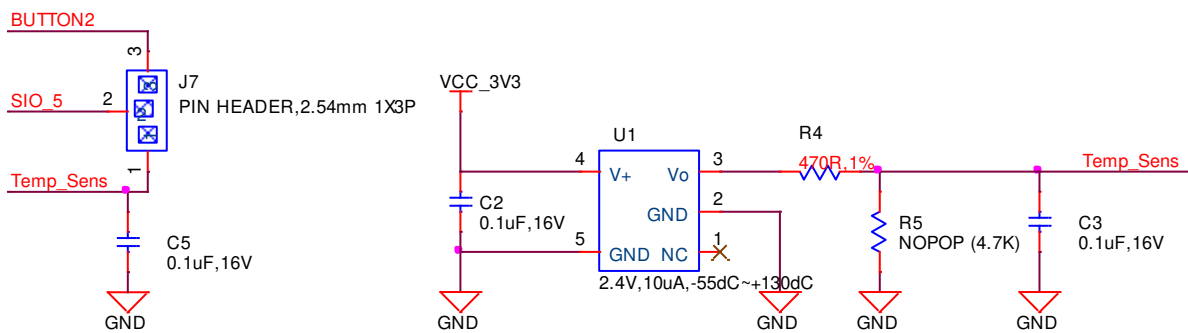 BUTTON2
3
J7
SIO_5
2
PIN HEADER,2.54mm 1X3P
1
Temp_Sens
C5
0.1uF,16V
GND
VCC_3V3
C2
0.1uF,16V
GND
U1
4
V+
Vo
3
GND
2
5
GND
NC
1
2.4V,10uA,-55dC~+130dC
GND
R4
470R,1%
R5
NOPOP (4.7K)
GND
Temp_Sens
C3
0.1uF,16V
GND